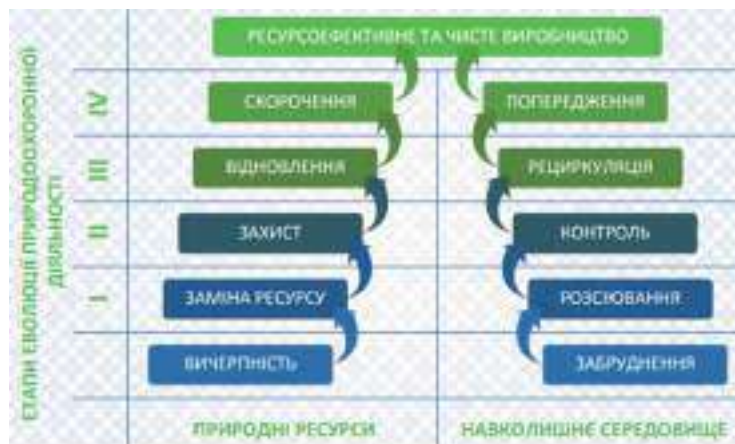 РЕСУРСОЕФЕКТИВНЕ ТА ЧИСТЕ ВИРОБНИЦТВО
ЕТАПИ ЕВОЛЮЦІЇ ПРИРОДООХОРОННОЇ
ДІЯЛЬНОСТІ
IV
СКОРОЧЕННЯ
ПОПЕРЕДЖЕННЯ
III
ВІДНОВЛЕННЯ
РЕЦИРКУЛЯЦІЯ
II
ЗАХИСТ
КОНТРОЛЬ
I
ЗАМІНА РЕСУРСУ
РОЗСІЮВАННЯ
ВИЧЕРПНІСТЬ
ЗАБРУДНЕННЯ
ПРИРОДНІ РЕСУРСИ
НАВКОЛИШНЄ СЕРЕДОВИЩЕ